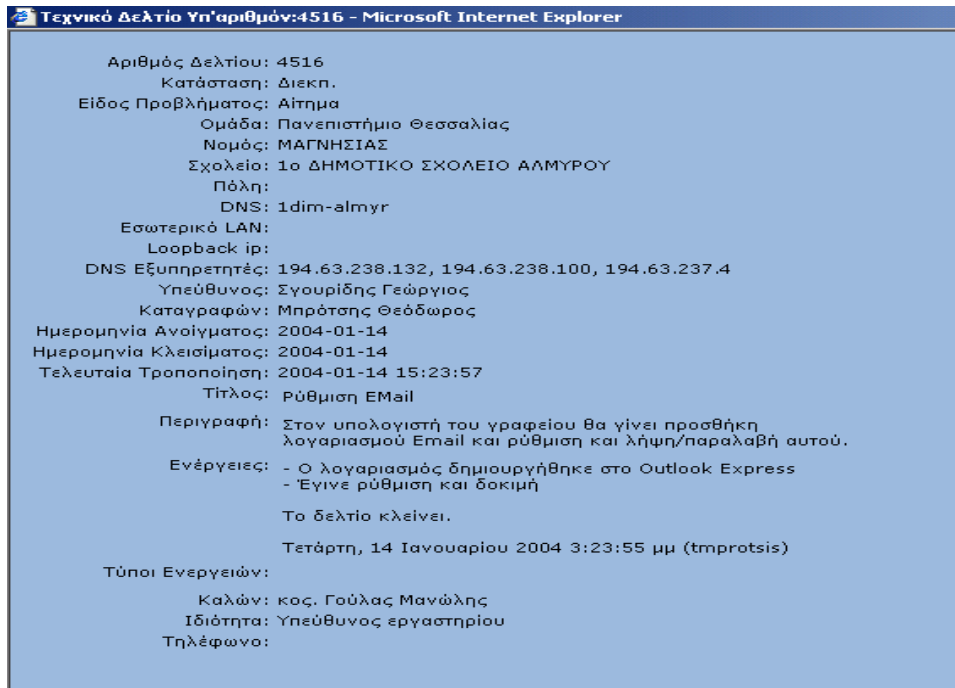 Τεχνικό Δελτίο Υπ'αριθμόν:4516 - Microsoft Internet Explorer
Αριθμός Δελτίου: 4516
Κατάσταση: Διεκπ.
Είδος Προβλήματος: Αίτημα
Ομάδα: Πανεπιστήμιο Θεσσαλίας
Νομός: ΜΑΓΝΗΣΙΑΣ
Σχολείο: 1ο ΔΗΜΟΤΙΚΟ ΣΧΟΛΕΙΟ ΑΛΜΥΡΟΥ
Πόλη:
DNS: 1dim-almyr
Εσωτερικό LAN:
Loopback ip:
DNS Εξυπηρετητές: 194.63.238.132, 194.63.238.100, 194.63.237.4
Υπεύθυνος: Σγουρίδης Γεώργιος
Καταγραφών: Μπρότσης Θεόδωρος
Ημερομηνία Ανοίγματος: 2004-01-14
Ημερομηνία Κλεισίματος: 2004-01-14
Τελευταία Τροποποίηση: 2004-01-14 15:23:57
Τίτλος: Ρύθμιση EMail
Περιγραφή: Στον υπολογιστή του γραφείου θα γίνει προσθήκη
λογαριασμού Email και ρύθμιση και λήψη/παραλαβή αυτού.
Ενέργειες: - Ο λογαριασμός δημιουργήθηκε στο Outlook Express
- Έγινε ρύθμιση και δοκιμή
Το δελτίο κλείνει.
Τετάρτη, 14 Ιανουαρίου 2004 3:23:55 μμ (tmprotsis)
Τύποι Ενεργειών:
Καλών: κος. Γούλας Μανώλης
Ιδιότητα: Υπεύθυνος εργαστηρίου
Τηλέφωνο: